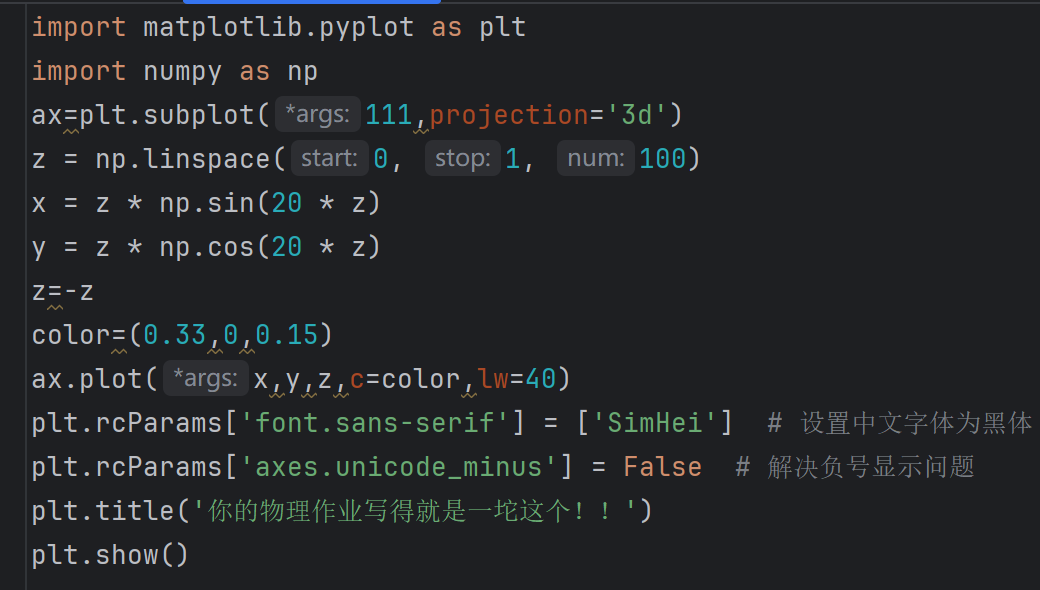 import matplotlib.pyplot as plt
import numpy as np
ax=plt.subplot( *args: 111,projection='3d')
z = np.linspace( start: 0, stop: 1, num: 100)
x = z * np.sin(20 * z)
y = z * np.cos(20 * z)
z=-z
color=(0.33,0,0.15)
ax.plot( *args: x,y,z,c=color,lw=40)
plt.rcParams['font.sans-serif'] = ['SimHei']  # 设置中文字体为黑体
plt.rcParams['axes.unicode_minus'] = False  # 解决负号显示问题
plt.title('你的物理作业写得就是一坨这个！！')
plt.show()